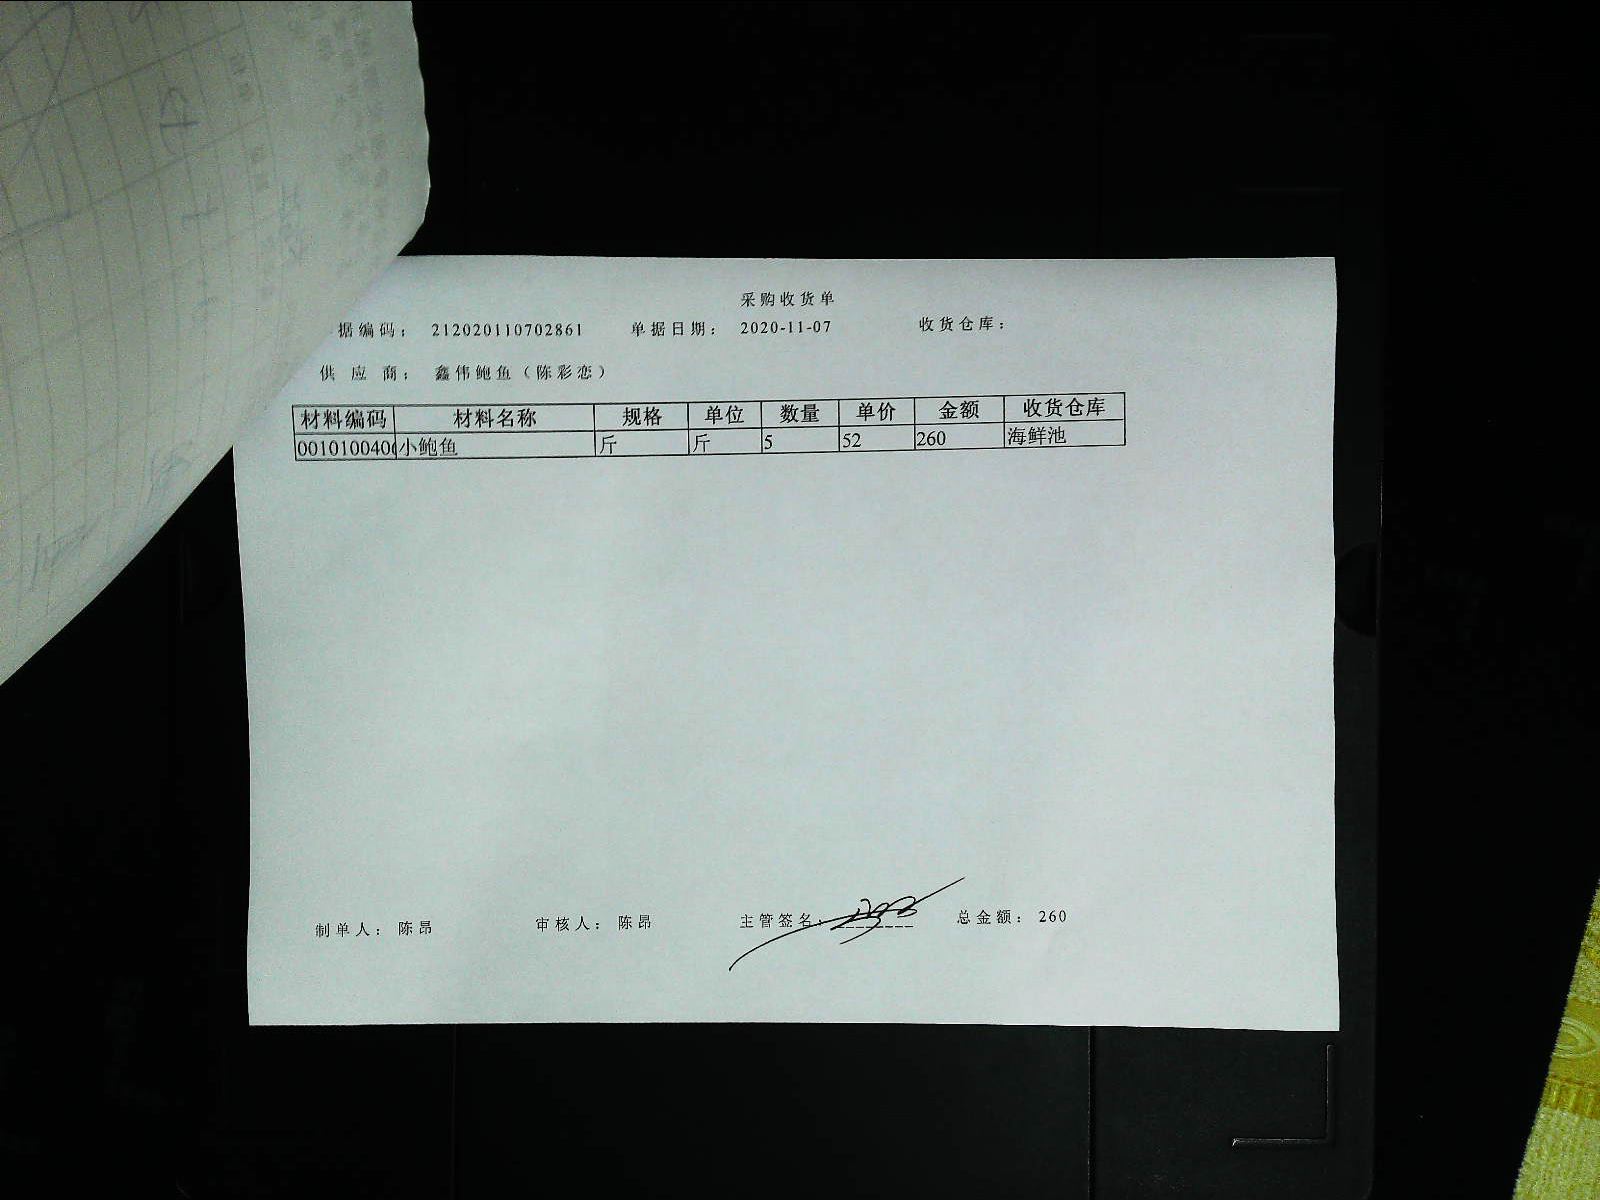 采购收货单
据编码： 212020110702861 单据日期： 2020-11-07 收货仓库：
供应商： 鑫伟鲍鱼（陈彩恋）
材料编码 材料名称 规格 单位 数量 单价 金额 收货仓库
0010100400 小鲍鱼 斤 斤 5 52 260 海鲜池
制单人： 陈昂 审核人： 陈昂 主管签名：________ 总金额： 260